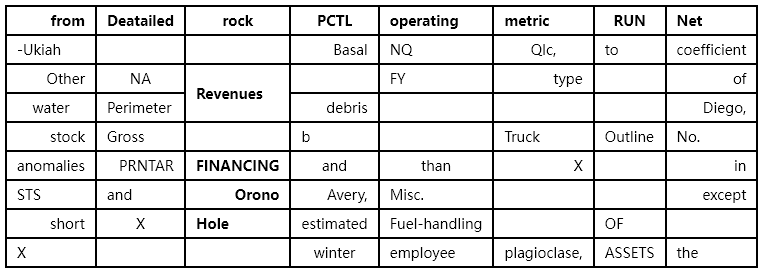 from Deatailed rock PCTL operating metric RUN Net
-Ukiah Basal NQ Qlc, to coefficient
Other NA Revenues FY type of
water Perimeter debris Diego,
stock Gross b Truck Outline No.
anomalies PRNTAR FINANCING and than X in
STS and Orono Avery, Misc. except
short X Hole estimated Fuel-handling OF
X winter employee plagioclase, ASSETS the